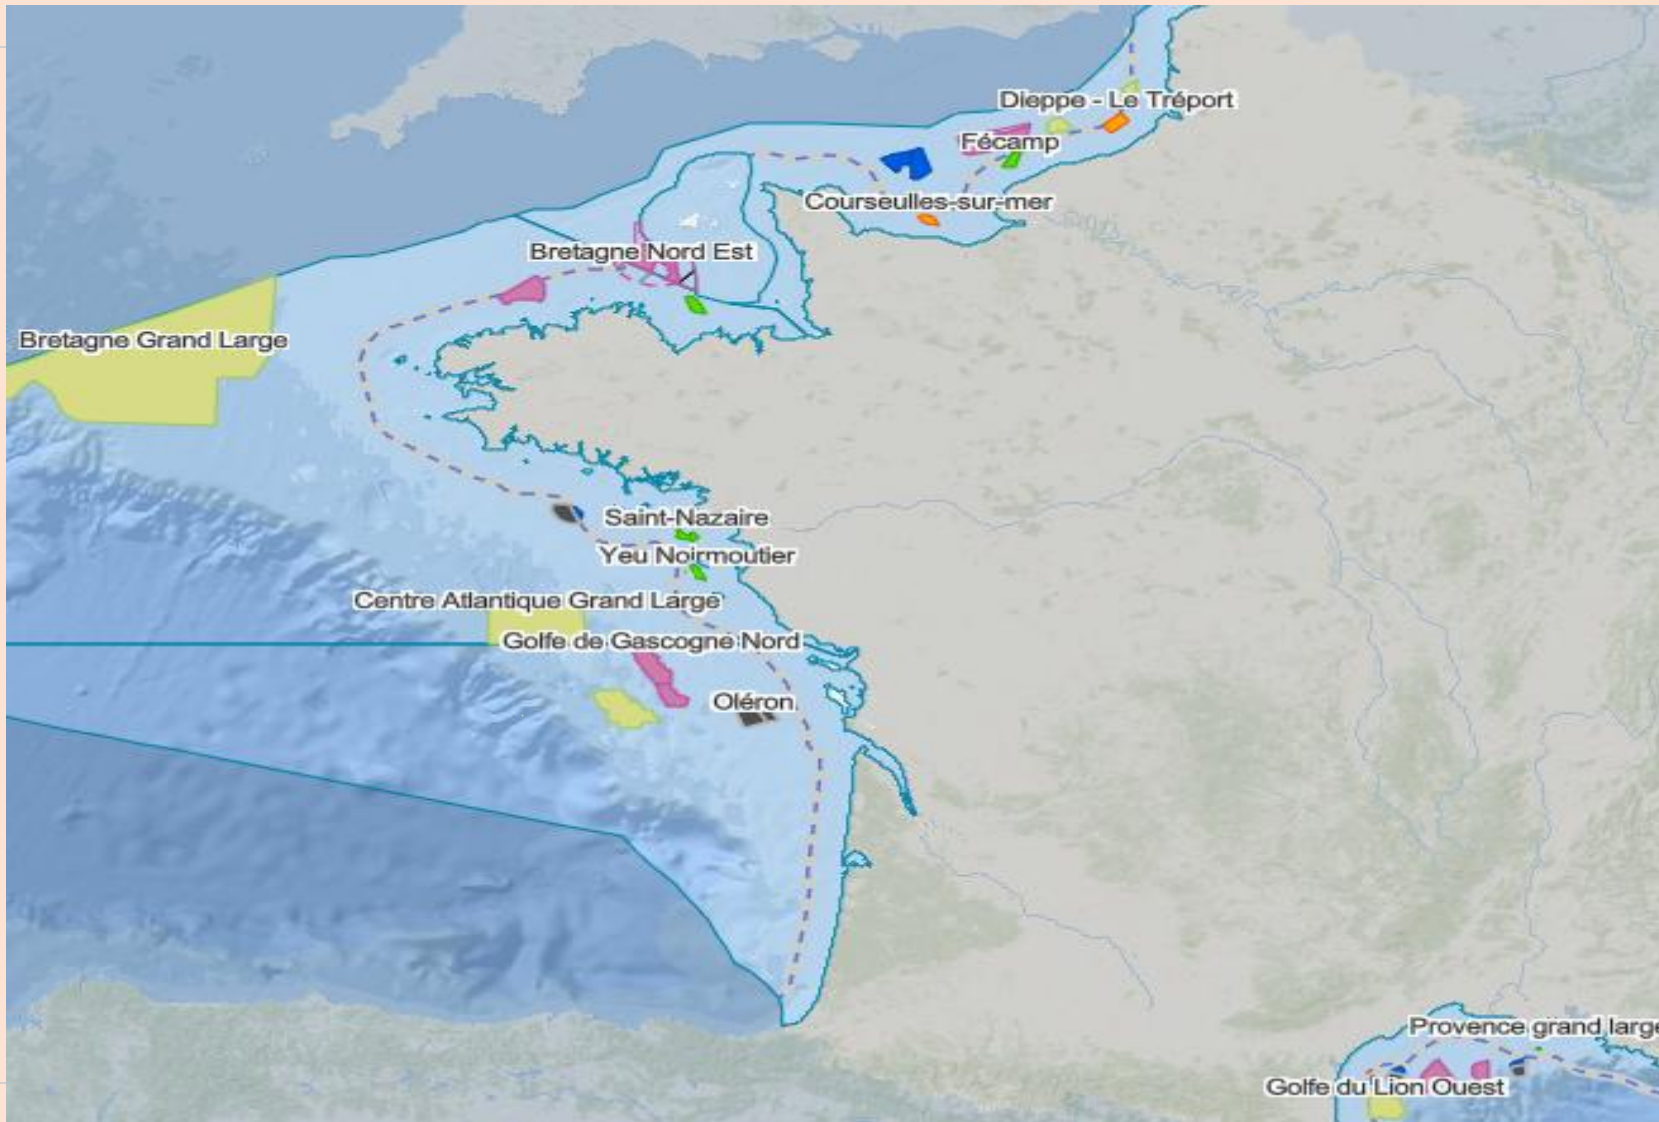 Dieppe - Le Tréport
Fécamp
Courseulles-sur-mer
Bretagne Nord Est
Bretagne Grand Large
Saint-Nazaire
Yeu Noirmoutier
Centre Atlantique Grand Large
Golfe de Gascogne Nord
Oléron
Provence grand large
Golfe du Lion Ouest